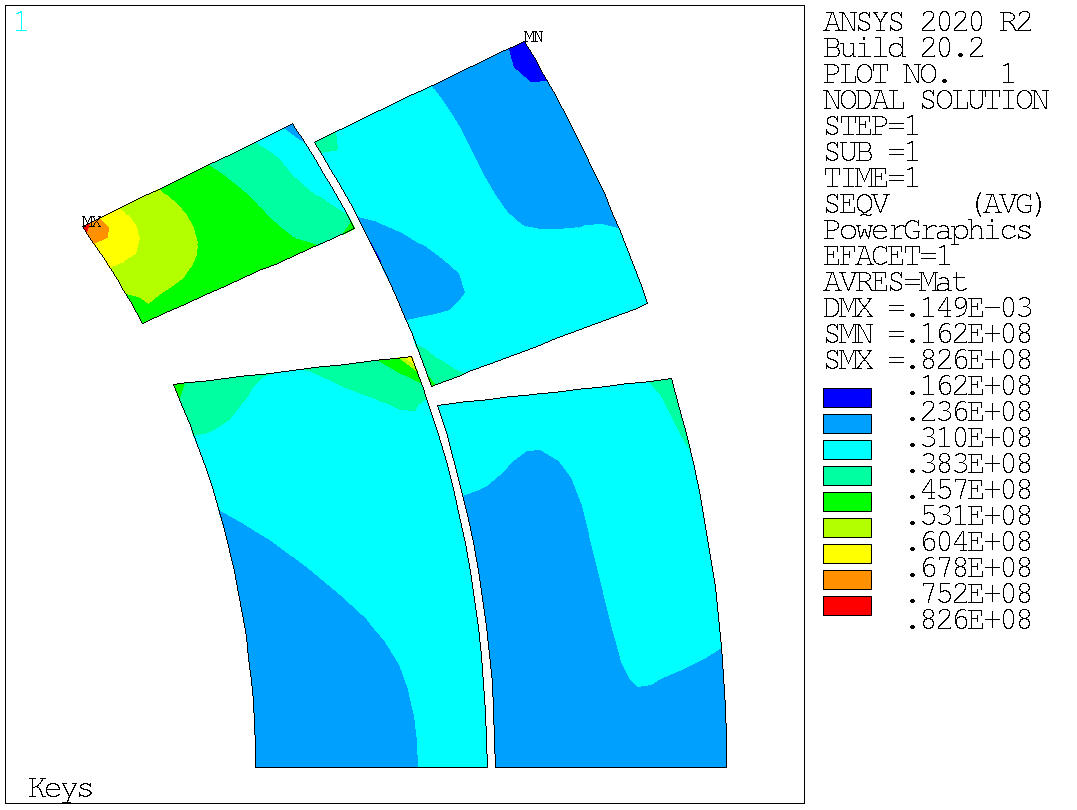 1
MN
MX
Keys
ANSYS 2020 R2
Build 20.2
PLOT NO. 1
NODAL SOLUTION
STEP=1
SUB =1
TIME=1
SEQV (AVG)
PowerGraphics
EFACET=1
AVRES=Mat
DMX =.149E-03
SMN =.162E+08
SMX =.826E+08
.162E+08
.236E+08
.310E+08
.383E+08
.457E+08
.531E+08
.604E+08
.678E+08
.752E+08
.826E+08